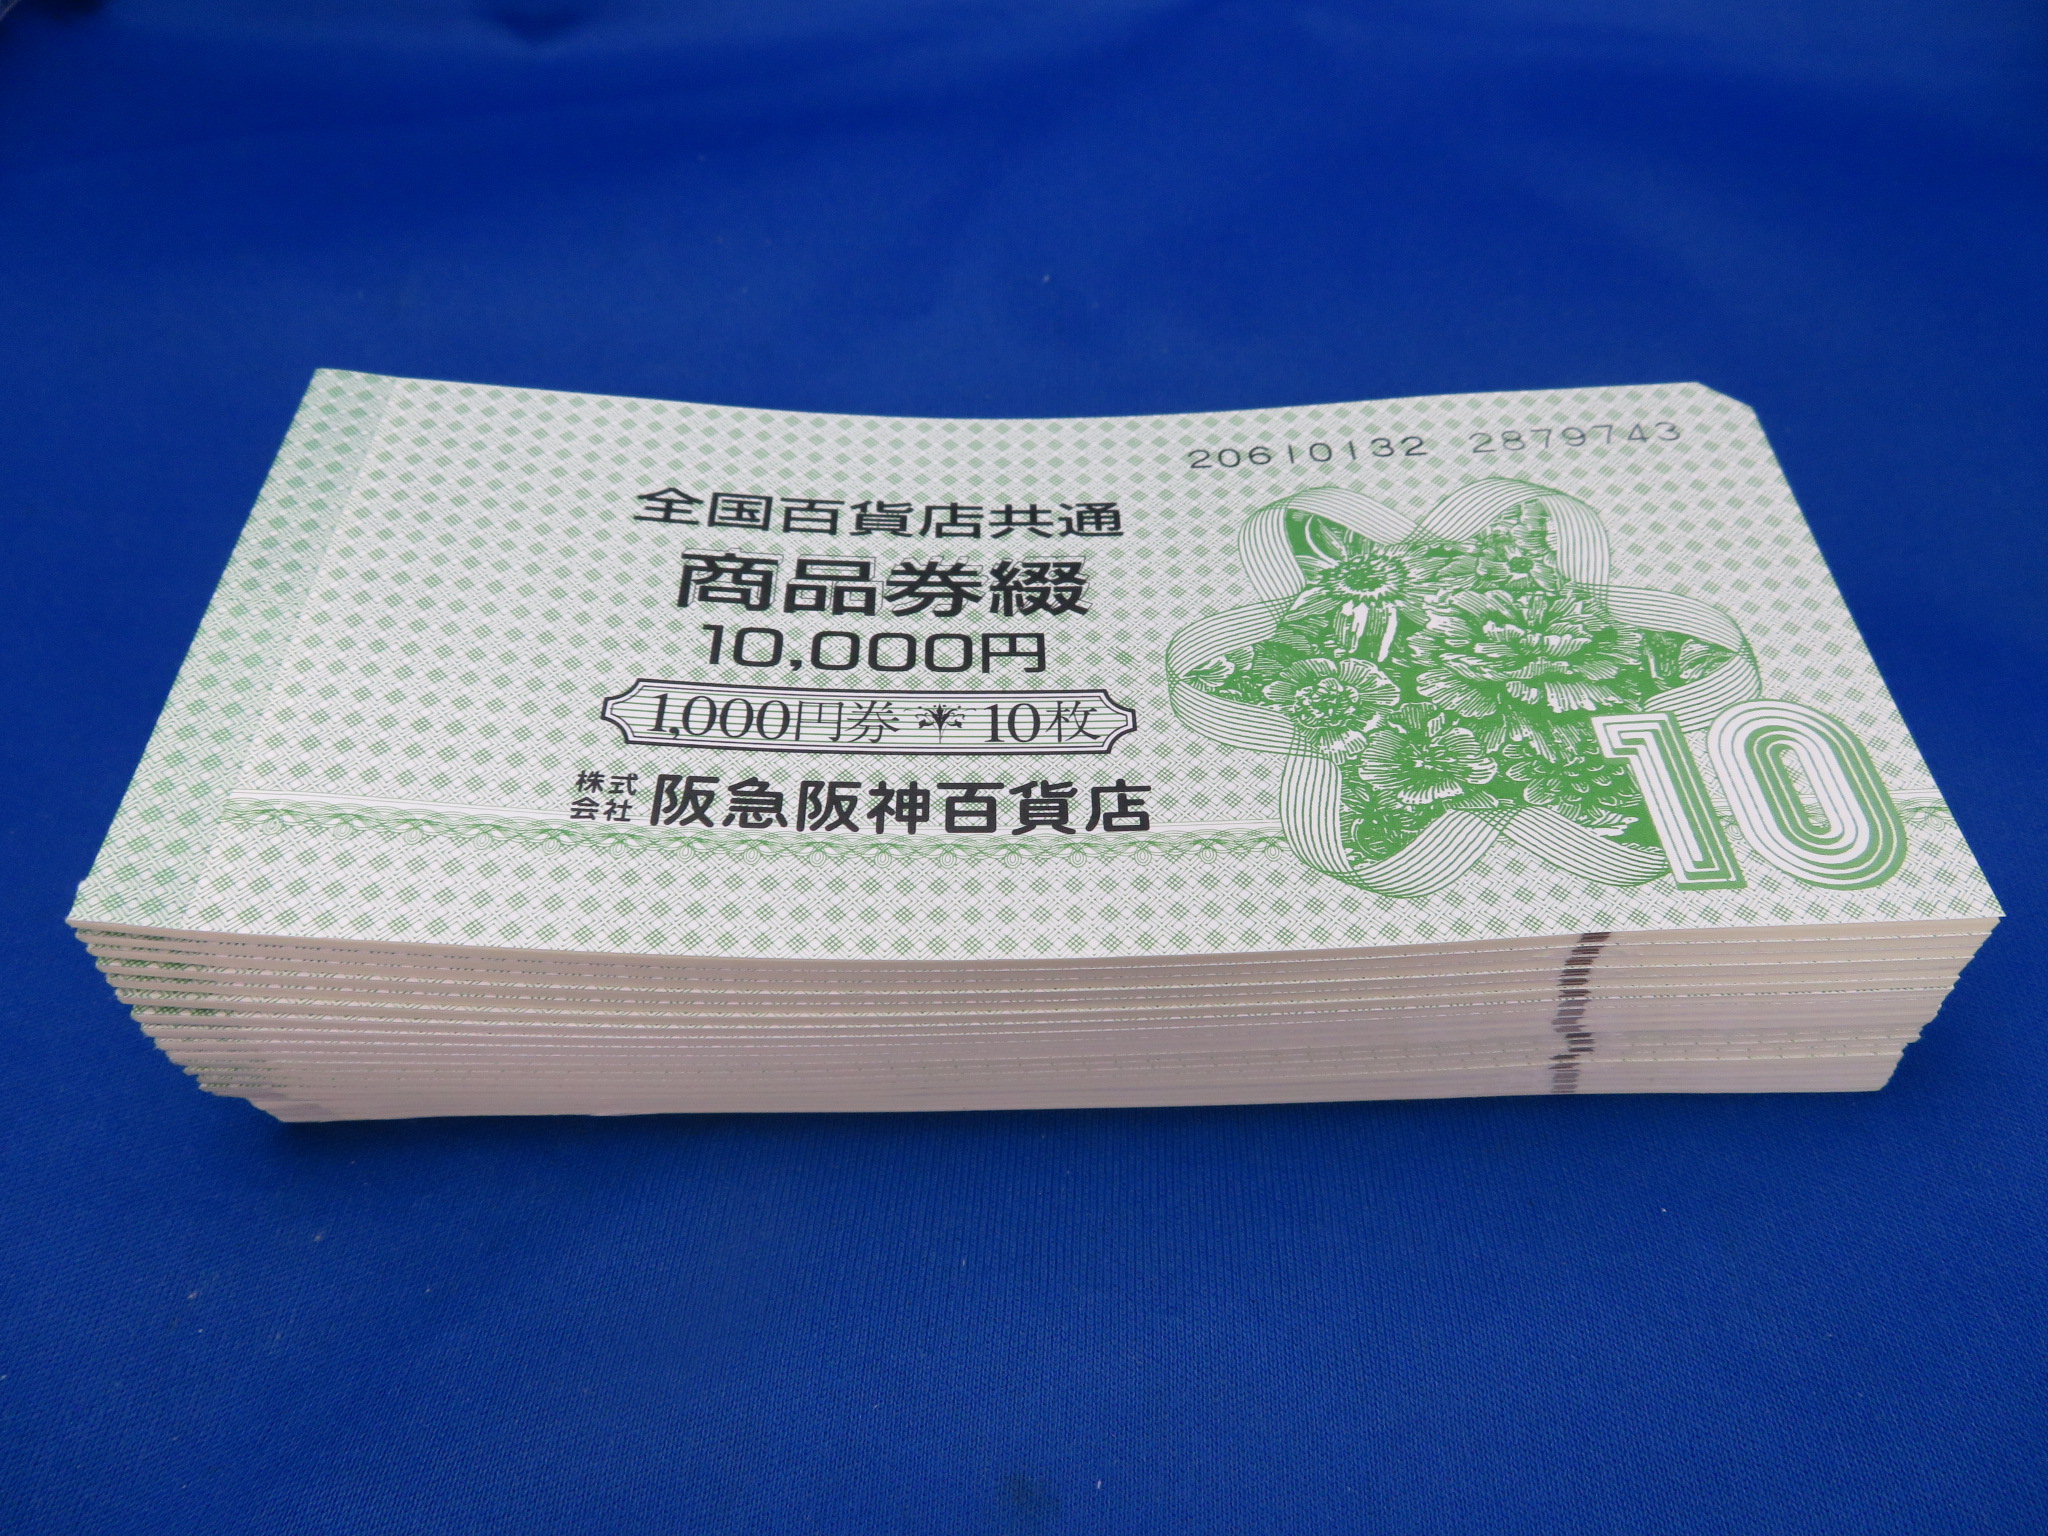 20610132 2879743
全国百貨店共通
商品券綴
10,000円
1,000円券 10枚
株式会社 阪急阪神百貨店
10